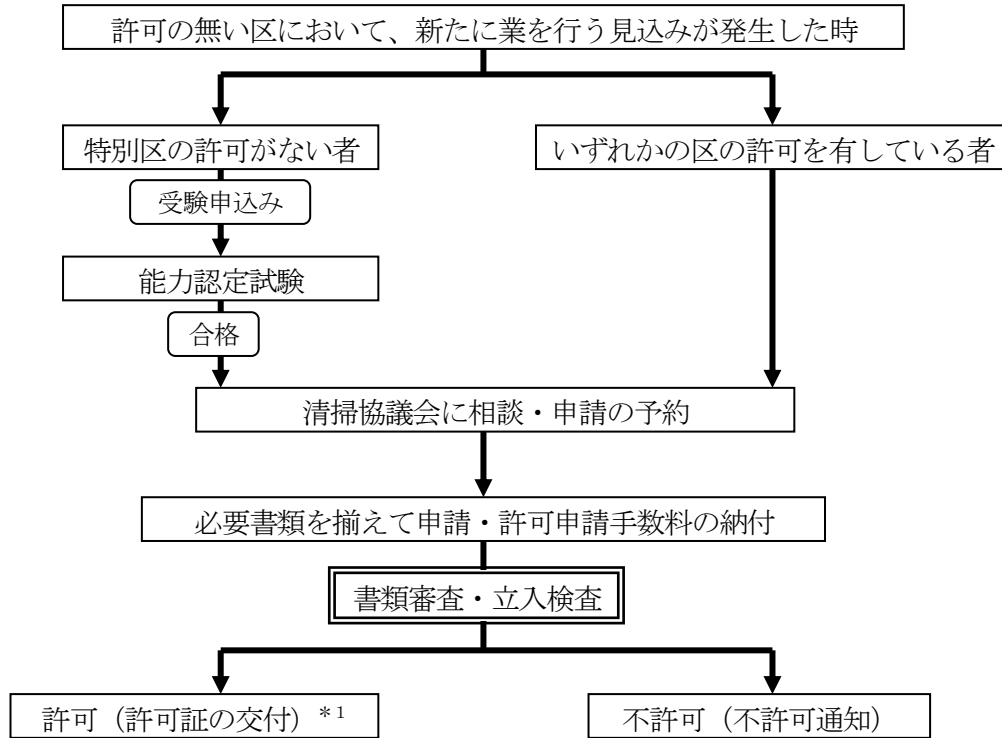 許可の無い区において、新たに業を行う見込みが発生した時
特別区の許可がない者
いずれかの区の許可を有している者
受験申込み
能力認定試験
合格
清掃協議会に相談・申請の予約
必要書類を揃えて申請・許可申請手数料の納付
書類審査・立入検査
許可（許可証の交付）*1
不許可（不許可通知）